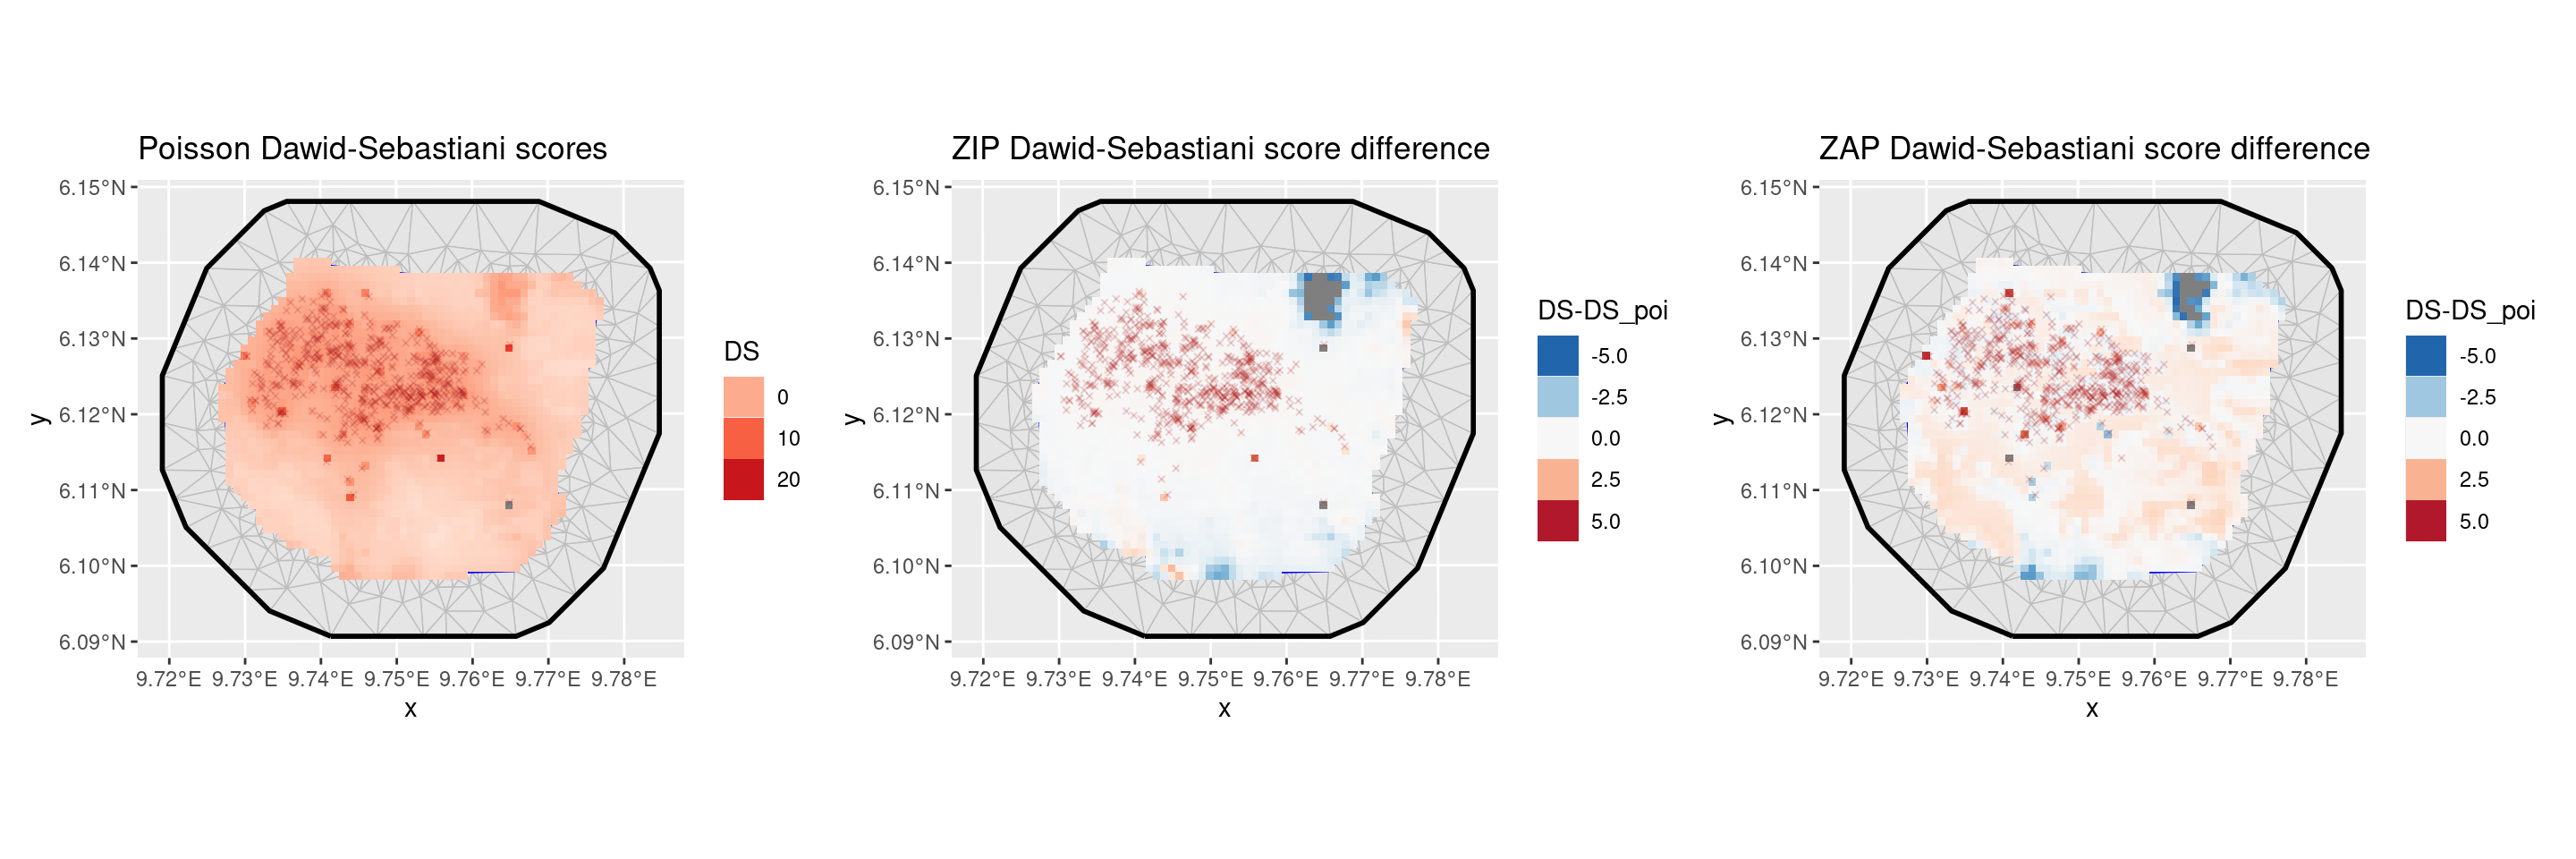 Poisson Dawid-Sebastiani scores
6.15°N
6.14°N
6.13°N
6.12°N
6.11°N
6.10°N
6.09°N
y
9.72°E 9.73°E 9.74°E 9.75°E 9.76°E 9.77°E 9.78°E
x
DS
0
10
20
ZIP Dawid-Sebastiani score difference
6.15°N
6.14°N
6.13°N
6.12°N
6.11°N
6.10°N
6.09°N
y
9.72°E 9.73°E 9.74°E 9.75°E 9.76°E 9.77°E 9.78°E
x
DS-DS_poi
-5.0
-2.5
0.0
2.5
5.0
ZAP Dawid-Sebastiani score difference
6.15°N
6.14°N
6.13°N
6.12°N
6.11°N
6.10°N
6.09°N
y
9.72°E 9.73°E 9.74°E 9.75°E 9.76°E 9.77°E 9.78°E
x
DS-DS_poi
-5.0
-2.5
0.0
2.5
5.0